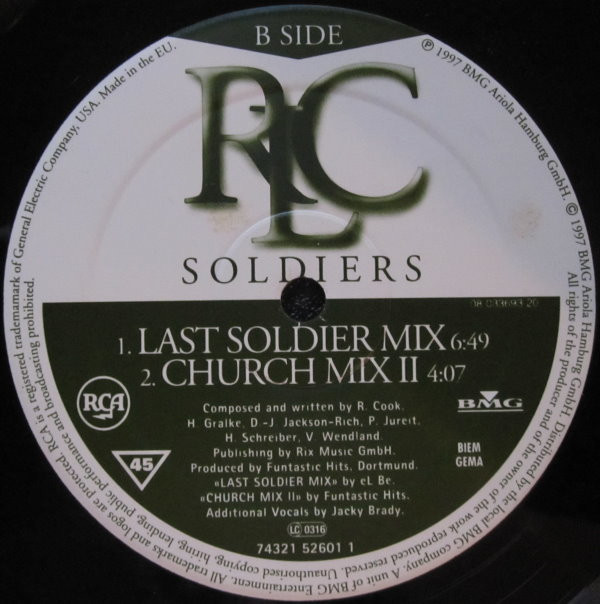 B SIDE
RLC
SOLDIERS
1. LAST SOLDIER MIX 6:49
2. CHURCH MIX II 4:07
RCA
45
Composed and written by R. Cook,
H. Gralke, D -J Jackson-Rich, P. Jureit,
H. Schreiber, V. Wendland.
Publishing by Rix Music GmbH.
Produced by Funtastic Hits, Dortmund.
«LAST SOLDIER MIX» by eL Be.
«CHURCH MIX II» by Funtastic Hits.
Additional Vocals by Jacky Brady.
LC 0316
74321 52601 1
BMG
BIEM
GEMA
℗ 1997 BMG Ariola Hamburg GmbH. © 1997 BMG Ariola Hamburg GmbH. Distributed by the local BMG company. A unit of BMG Entertainment. All trademarks and logos are protected. RCA is a registered trademamark of General Electric Company, USA. Made in the EU.
All rights of the producer and of the owner of the work reproduced reserved. Unauthorised copying, hiring, lending, public performance and broadcasting prohibited.